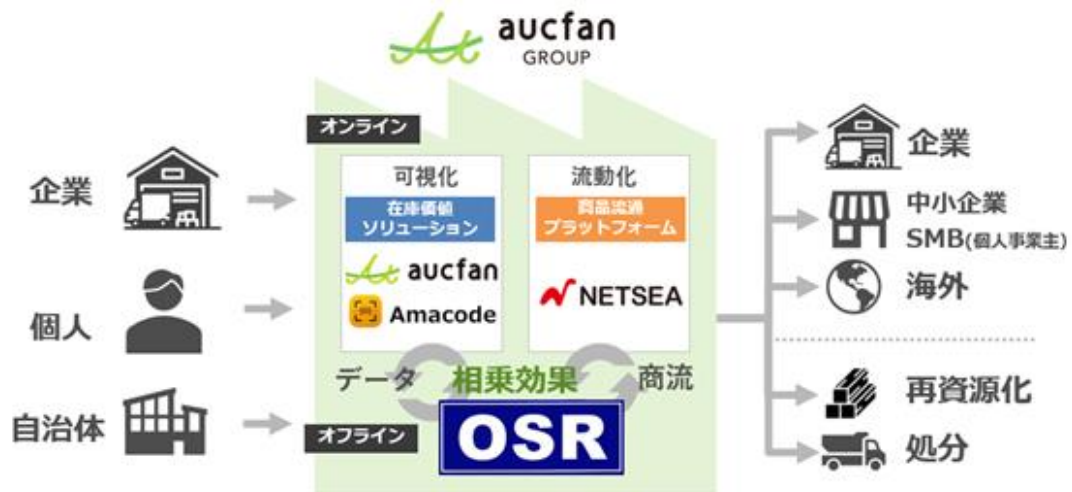 aucfan
GROUP
オンライン
企業
個人
自治体
可視化
在庫価値
ソリューション
aucfan
Amacode
流動化
商品流通
プラットフォーム
NETSEA
データ
相乗効果
商流
オフライン
OSR
企業
中小企業
SMB(個人事業主)
海外
再資源化
処分